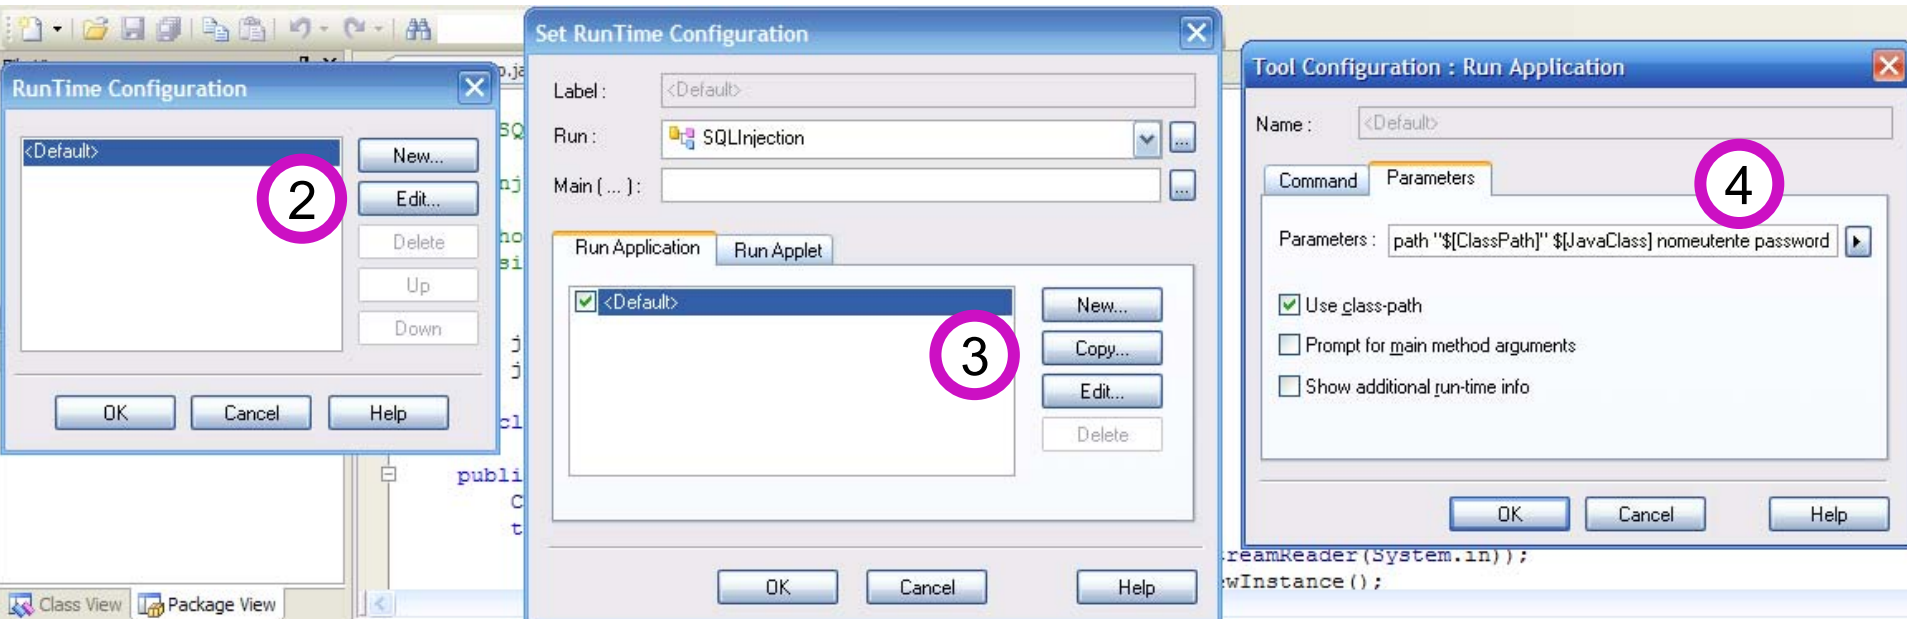 RunTime Configuration
<Default>
New...
Edit...
Delete
Up
Down
OK
Cancel
Help
2
Class View
Package View
publi
Set RunTime Configuration
Label :
<Default>
Run :
SQLInjection
...
Main ( ... ) :
...
Run Application
Run Applet
<Default>
New...
Copy...
Edit...
Delete
3
OK
Cancel
Help
Tool Configuration : Run Application
Name :
<Default>
Command
Parameters
4
Parameters :
path "$[ClassPath]" $[JavaClass] nomeutente password
Use class-path
Prompt for main method arguments
Show additional run-time info
OK
Cancel
Help
reamReader(System.in));
wInstance();